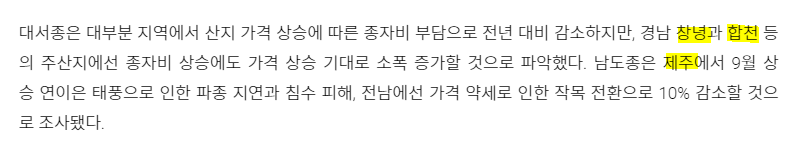 대서종은 대부분 지역에서 산지 가격 상승에 따른 종자비 부담으로 전년 대비 감소하지만, 경남 창녕과 합천 등
의 주산지에선 종자비 상승에도 가격 상승 기대로 소폭 증가할 것으로 파악했다. 남도종은 제주에서 9월 상
승 연이은 태풍으로 인한 파종 지연과 침수 피해, 전남에선 가격 약세로 인한 작목 전환으로 10% 감소할 것으
로 조사됐다.